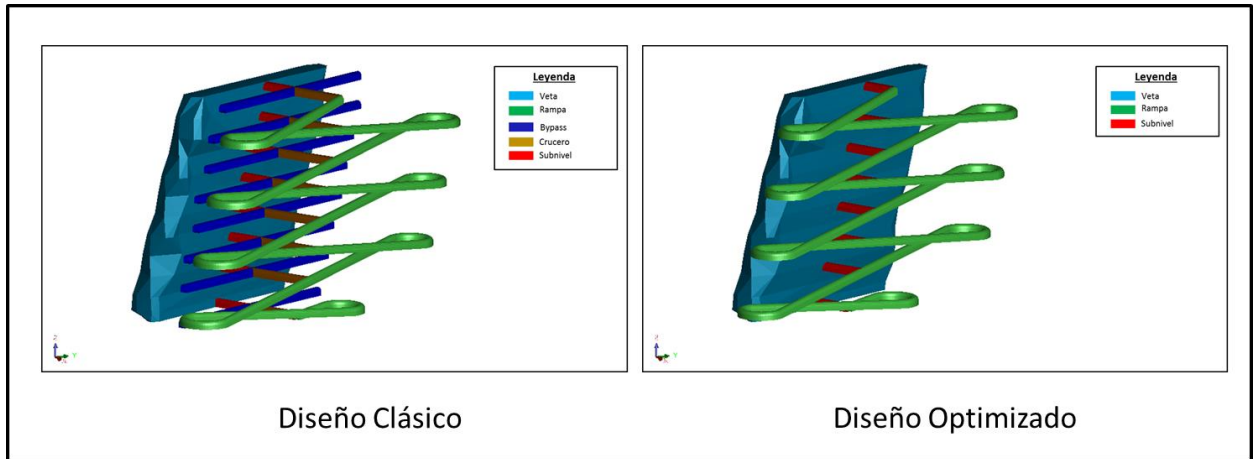 Leyenda
Veta
Rampa
Bypass
Crucero
Subnivel
Z
Y
X
Diseño Clásico
Leyenda
Veta
Rampa
Subnivel
Z
Y
X
Diseño Optimizado